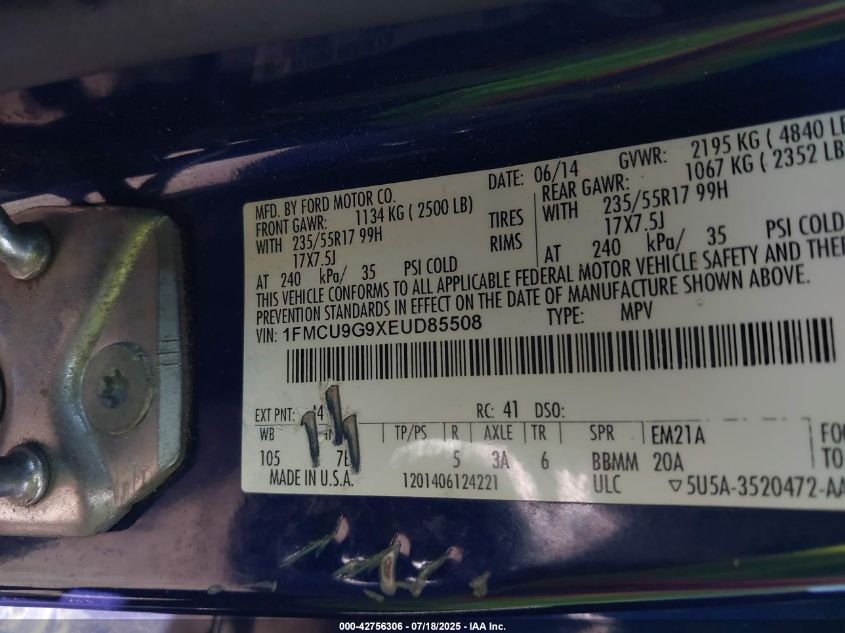 MFD. BY FORD MOTOR CO. DATE: 06/14 GVWR: 2195 KG ( 4840 LB
FRONT GAWR: 1134 KG ( 2500 LB) REAR GAWR: 1067 KG ( 2352 LB
WITH 235/55R17 99H TIRES WITH 235/55R17 99H
17X7.5J RIMS 17X7.5J
AT 240 kPa/ 35 PSI COLD AT 240 kPa/ 35 PSI COLD
THIS VEHICLE CONFORMS TO ALL APPLICABLE FEDERAL MOTOR VEHICLE SAFETY AND THEF
PREVENTION STANDARDS IN EFFECT ON THE DATE OF MANUFACTURE SHOWN ABOVE.
VIN: 1FMCU9G9XEUD85508 TYPE: MPV
EXT PNT: RC: 41 DSO:
WB TP/PS R AXLE TR SPR EM21A FO
105 5 3A 6 BBMM 20A TO
MADE IN U.S.A. 1201406124221 ULC ▽5U5A-3520472-AA
000-42756306 / 07/18/2025 - IAA Inc.